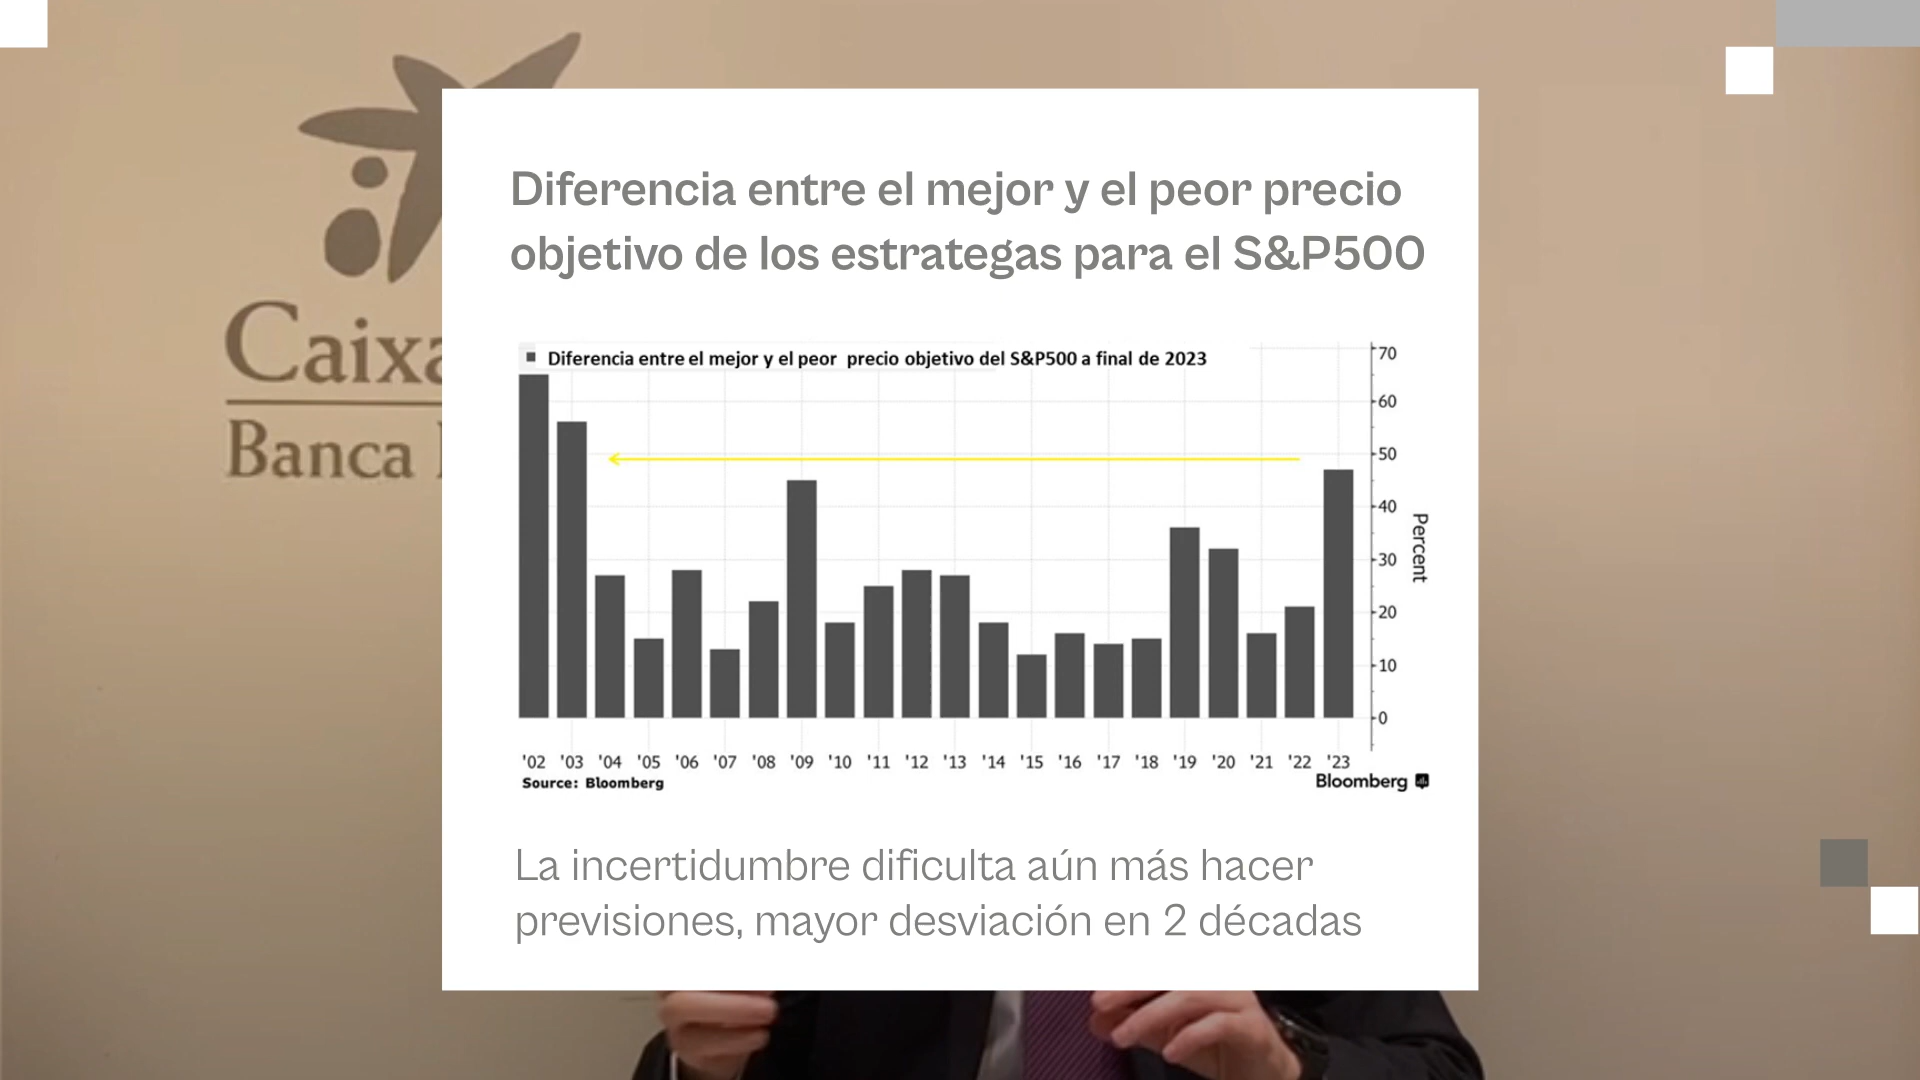 Caixa
Banca
Diferencia entre el mejor y el peor precio
objetivo de los estrategas para el S&P500
Diferencia entre el mejor y el peor precio objetivo del S&P500 a final de 2023
70
60
50
40
30
20
10
0
Percent
'02 '03 '04 '05 '06 '07 '08 '09 '10 '11 '12 '13 '14 '15 '16 '17 '18 '19 '20 '21 '22 '23
Source: Bloomberg
Bloomberg
La incertidumbre dificulta aún más hacer
previsiones, mayor desviación en 2 décadas